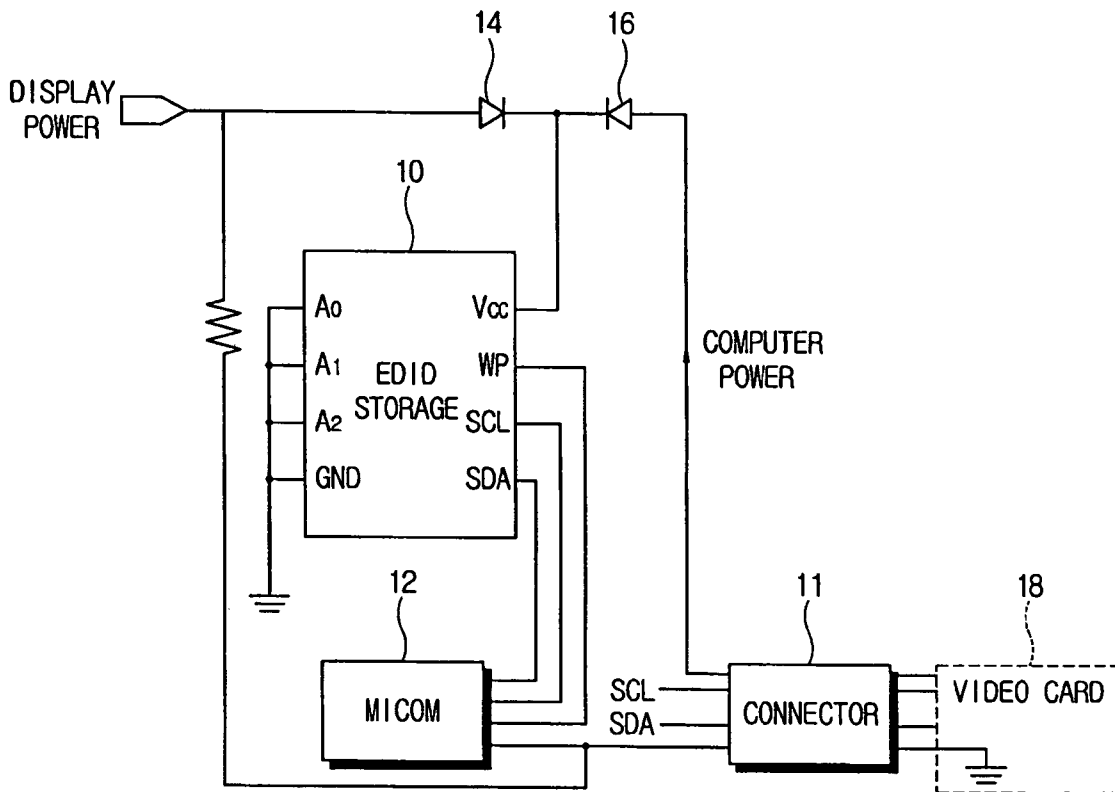 14
16
DISPLAY
POWER
10
A0
Vcc
A1
EDID
WP
STORAGE
A2
SCL
GND
SDA
COMPUTER
POWER
12
11
18
MICOM
SCL
SDA
CONNECTOR
VIDEO CARD